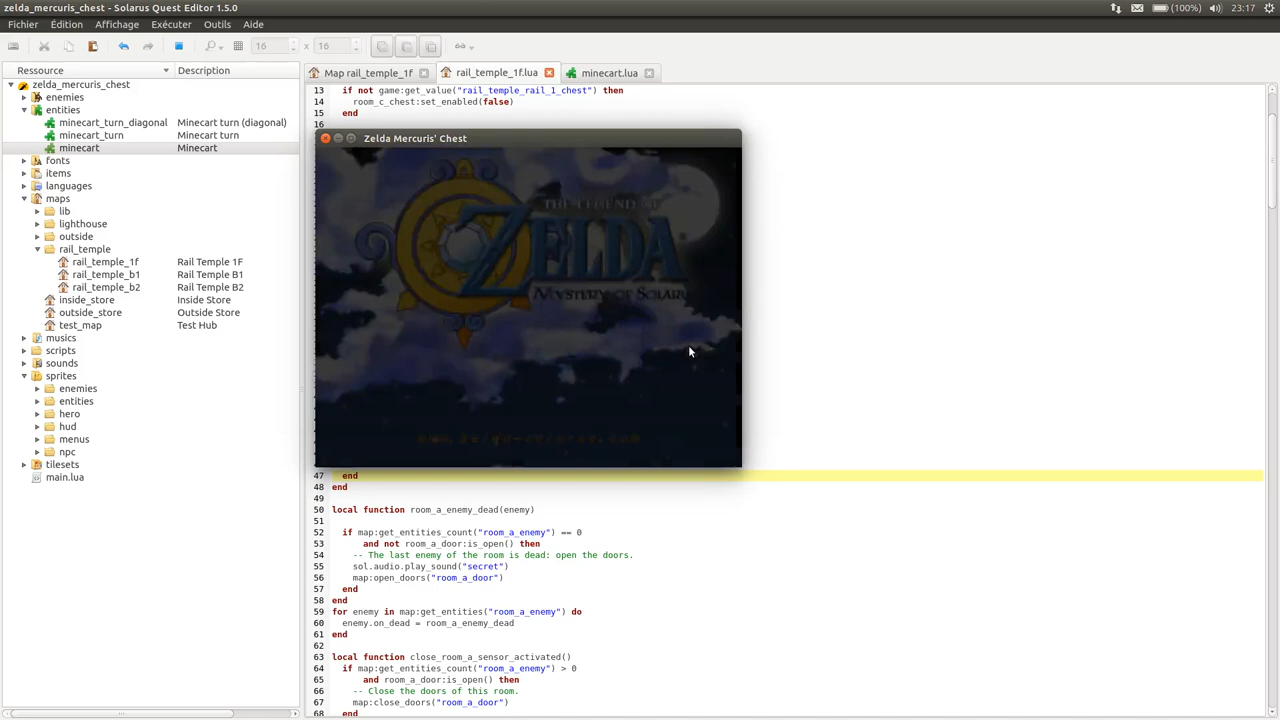 zelda_mercuris_chest - Solarus Quest Editor 1.5.0
(100%) 23:17
Fichier Édition Affichage Exécuter Outils Aide
16 x 16
Ressource Description
Map rail_temple_1f rail_temple_1f.lua minecart.lua
zelda_mercuris_chest
enemies
entities
minecart_turn_diagonal Minecart turn (diagonal)
minecart_turn Minecart turn
minecart Minecart
fonts
items
languages
maps
lib
lighthouse
outside
rail_temple
rail_temple_1f Rail Temple 1F
rail_temple_b1 Rail Temple B1
rail_temple_b2 Rail Temple B2
inside_store Inside Store
outside_store Outside Store
test_map Test Hub
musics
scripts
sounds
sprites
enemies
entities
hero
hud
menus
npc
tilesets
main.lua
13 if not game:get_value("rail_temple_rail_1_chest") then
14 room_c_chest:set_enabled(false)
15 end
16
Zelda Mercuris' Chest
THE LEGEND OF
ZELDA
MYSTERY OF SOLARUS
47 end
48 end
49
50 local function room_a_enemy_dead(enemy)
51
52 if map:get_entities_count("room_a_enemy") == 0
53 and not room_a_door:is_open() then
54 -- The last enemy of the room is dead: open the doors.
55 sol.audio.play_sound("secret")
56 map:open_doors("room_a_door")
57 end
58 end
59 for enemy in map:get_entities("room_a_enemy") do
60 enemy.on_dead = room_a_enemy_dead
61 end
62
63 local function close_room_a_sensor_activated()
64 if map:get_entities_count("room_a_enemy") > 0
65 and room_a_door:is_open() then
66 -- Close the doors of this room.
67 map:close_doors("room_a_door")
68 end